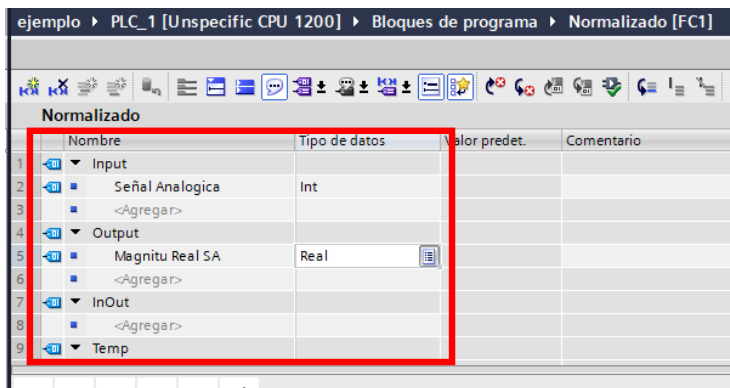 ejemplo ▸ PLC_1 [Unspecific CPU 1200] ▸ Bloques de programa ▸ Normalizado [FC1]
Normalizado
Nombre Tipo de datos Valor predet. Comentario
1 Input
2 Señal Analogica Int
3 <Agregar>
4 Output
5 Magnitu Real SA Real
6 <Agregar>
7 InOut
8 <Agregar>
9 Temp